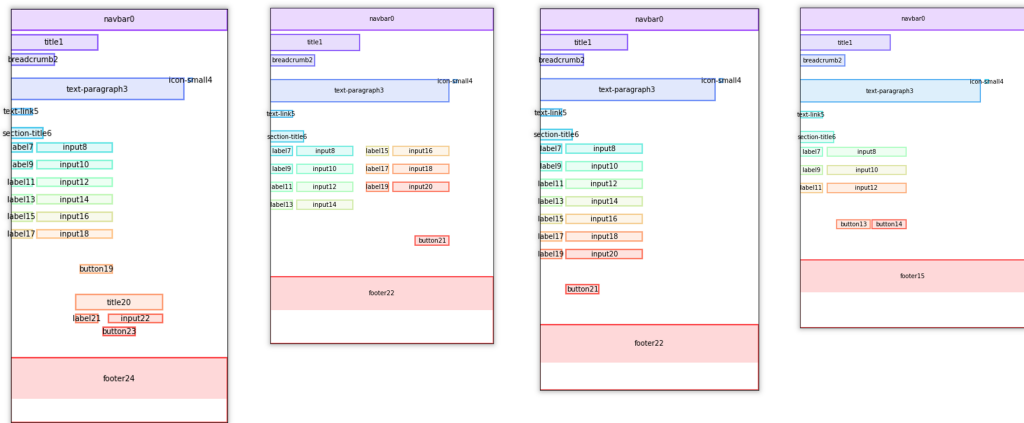 navbar0
title1
breadcrumb2
icon-small4
text-paragraph3
text-link5
section-title6
label7 input8
label9 input10
label11 input12
label13 input14
label15 input16
label17 input18
button19
title20
label21 input22
button23
footer24
navbar0
title1
breadcrumb2
icon-small4
text-paragraph3
text-link5
section-title6
label7 input8 label15 input16
label9 input10 label17 input18
label11 input12 label19 input20
label13 input14
button21
footer22
navbar0
title1
breadcrumb2
icon-small4
text-paragraph3
text-link5
section-title6
label7 input8
label9 input10
label11 input12
label13 input14
label15 input16
label17 input18
label19 input20
button21
footer22
navbar0
title1
breadcrumb2
icon-small4
text-paragraph3
text-link5
section-title6
label7 input8
label9 input10
label11 input12
button13 button14
footer15